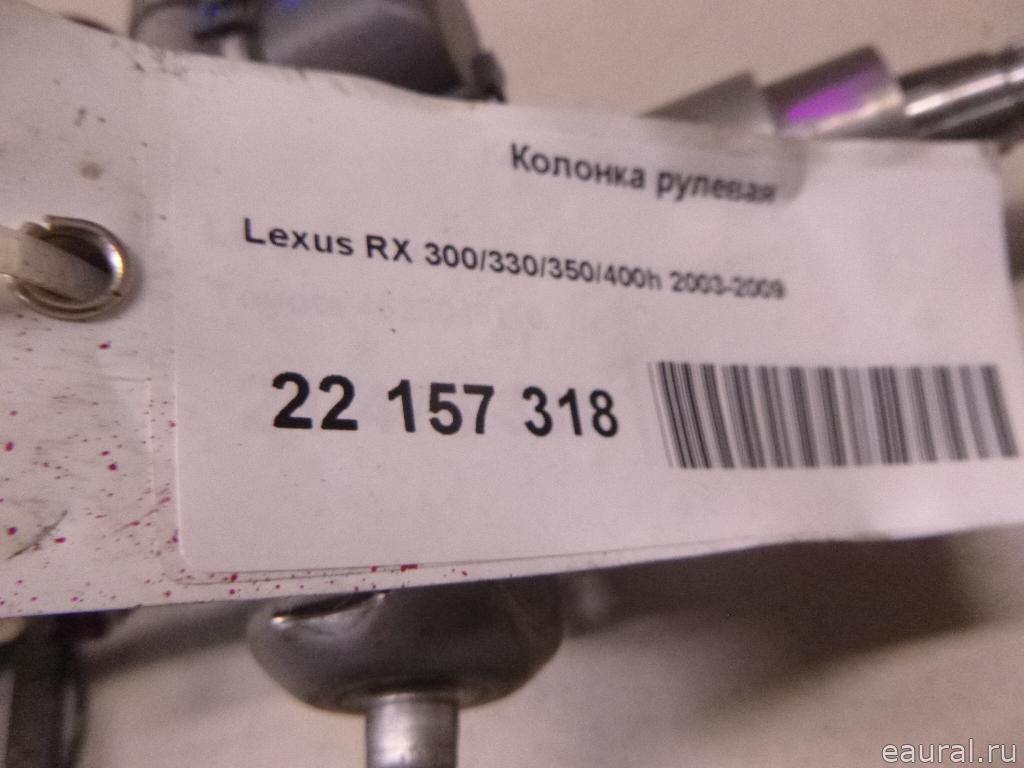 Колонка рулевая
Lexus RX 300/330/350/400h 2003-2009
22 157 318
eaural.ru